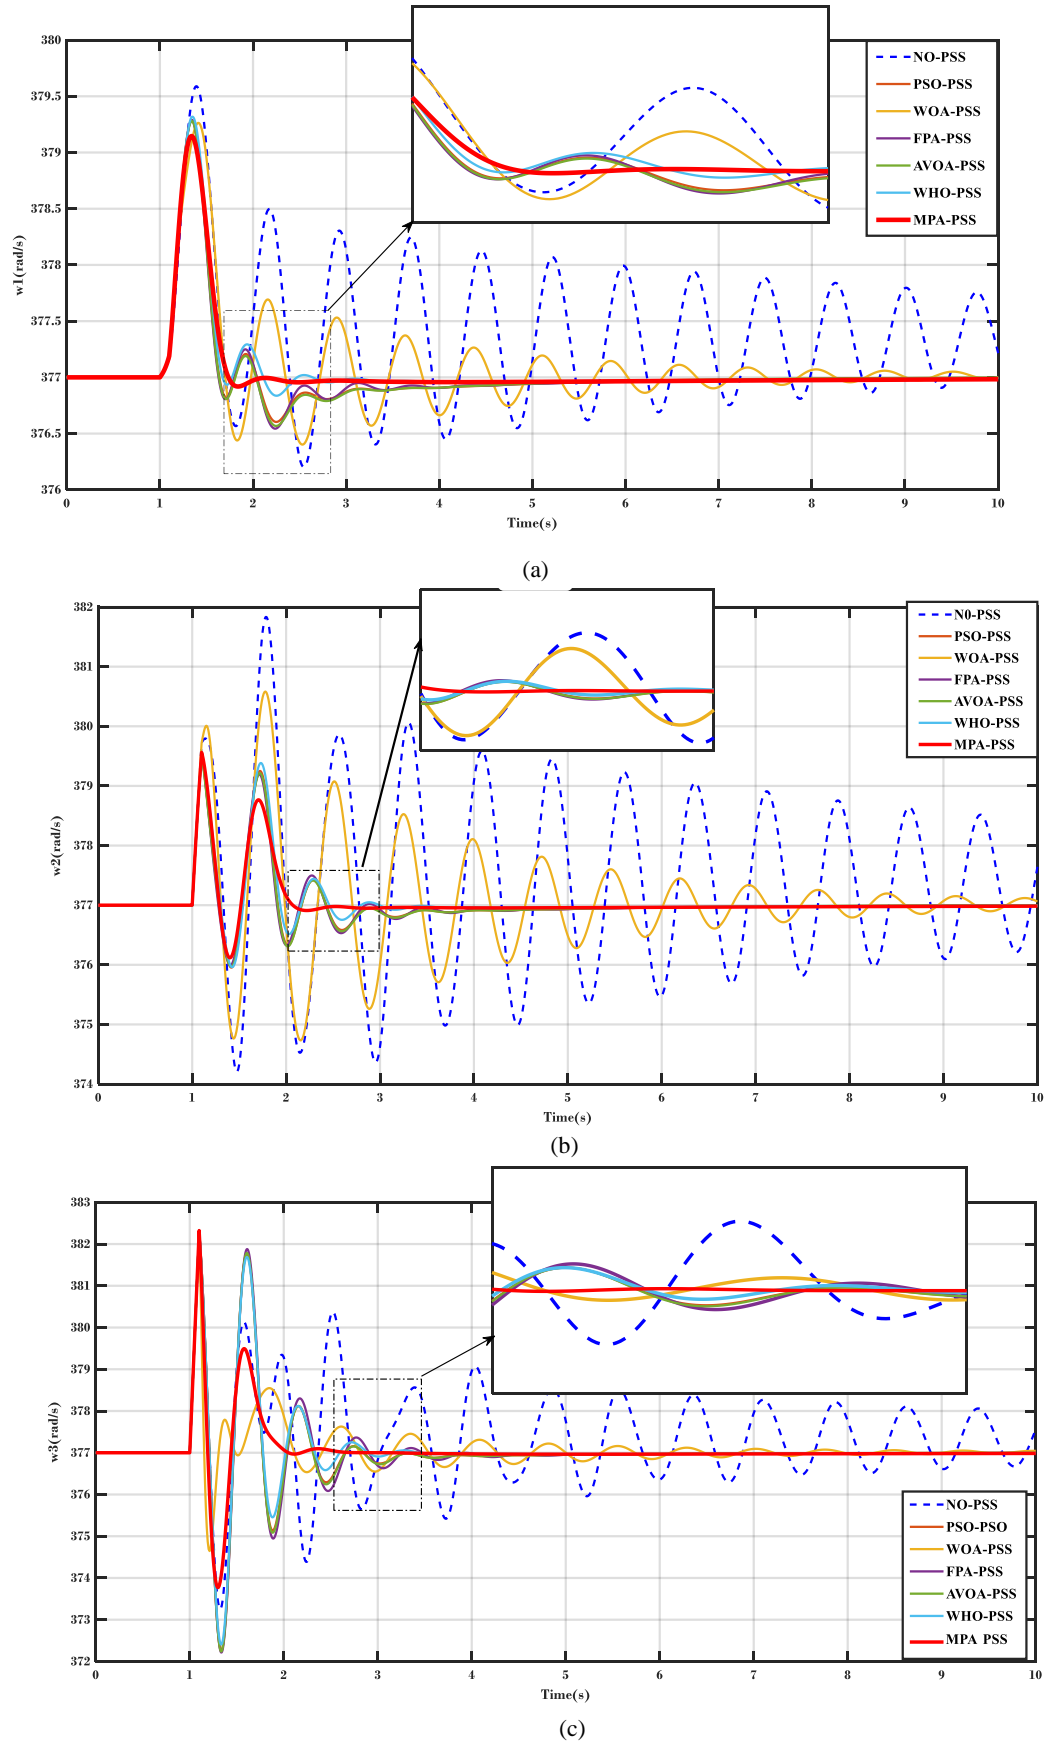 380
379.5
379
378.5
378
377.5
377
376.5
376
w1(rad/s)
0 1 2 3 4 5 6 7 8 9 10
Time(s)
NO-PSS
PSO-PSS
WOA-PSS
FPA-PSS
AVOA-PSS
WHO-PSS
MPA-PSS
(a)
382
381
380
379
378
377
376
375
374
w2(rad/s)
0 1 2 3 4 5 6 7 8 9 10
Time(s)
N0-PSS
PSO-PSS
WOA-PSS
FPA-PSS
AVOA-PSS
WHO-PSS
MPA-PSS
(b)
383
382
381
380
379
378
377
376
375
374
373
372
w3(rad/s)
0 1 2 3 4 5 6 7 8 9 10
Time(s)
NO-PSS
PSO-PSO
WOA-PSS
FPA-PSS
AVOA-PSS
WHO-PSS
MPA PSS
(c)